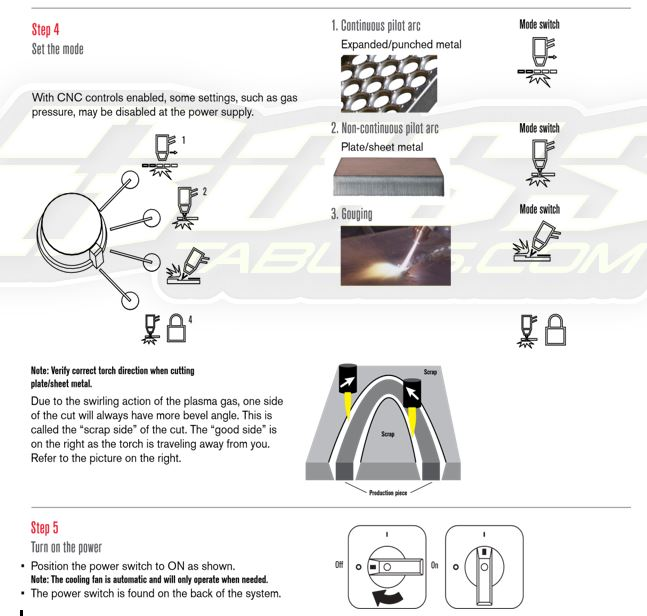 Step 4
Set the mode
With CNC controls enabled, some settings, such as gas
pressure, may be disabled at the power supply.
1
2
4
1. Continuous pilot arc
Expanded/punched metal
Mode switch
2. Non-continuous pilot arc
Plate/sheet metal
Mode switch
3. Gouging
Mode switch
Note: Verify correct torch direction when cutting
plate/sheet metal.
Due to the swirling action of the plasma gas, one side
of the cut will always have more bevel angle. This is
called the “scrap side” of the cut. The “good side” is
on the right as the torch is traveling away from you.
Refer to the picture on the right.
Scrap
Scrap
Production piece
Step 5
Turn on the power
▪ Position the power switch to ON as shown.
Note: The cooling fan is automatic and will only operate when needed.
▪ The power switch is found on the back of the system.
I
Off O
I
On O